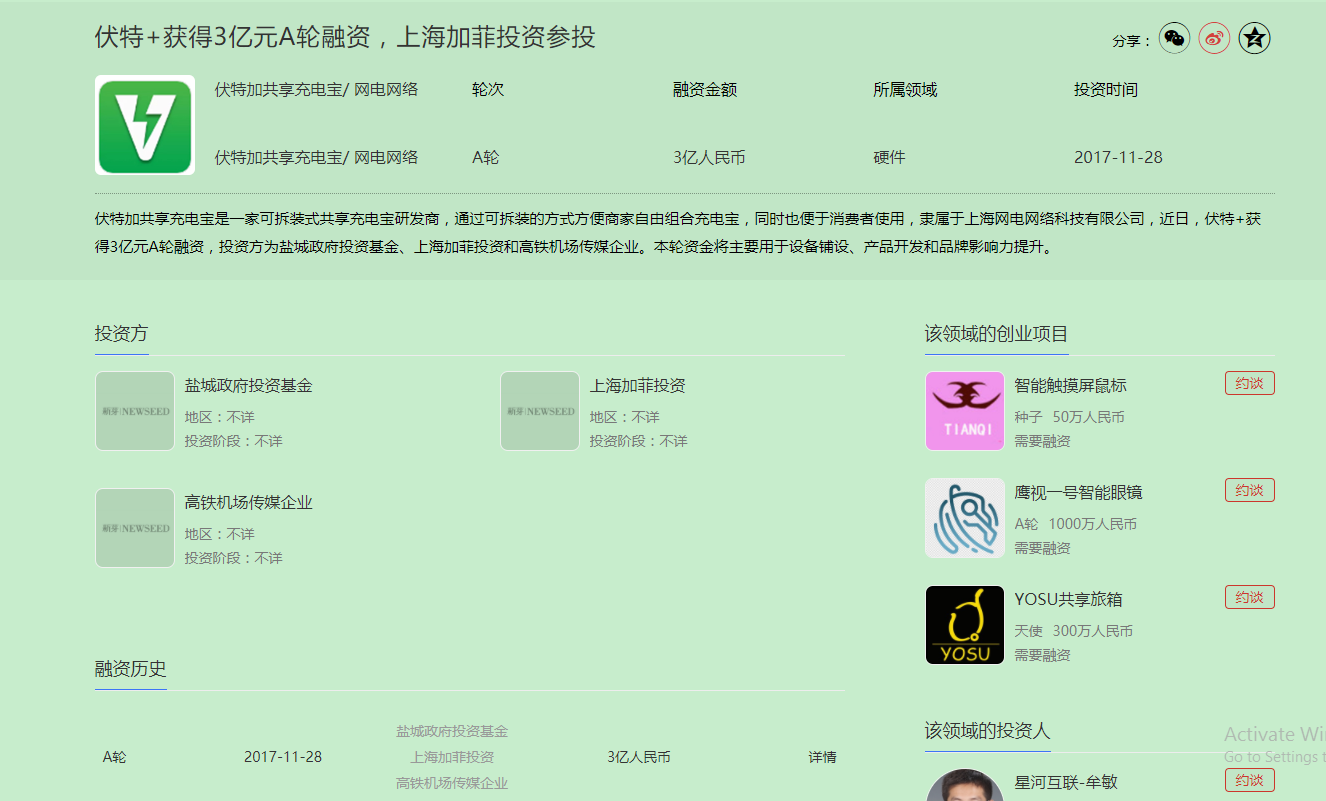 伏特+获得3亿元A轮融资，上海加菲投资参投
分享：
伏特加共享充电宝/ 网电网络 轮次 融资金额 所属领域 投资时间
伏特加共享充电宝/ 网电网络 A轮 3亿人民币 硬件 2017-11-28
伏特加共享充电宝是一家可拆装式共享充电宝研发商，通过可拆装的方式方便商家自由组合充电宝，同时也便于消费者使用，隶属于上海网电网络科技有限公司，近日，伏特+获
得3亿元A轮融资，投资方为盐城政府投资基金、上海加菲投资和高铁机场传媒企业。本轮资金将主要用于设备铺设、产品开发和品牌影响力提升。
投资方
新芽|NEWSEED
盐城政府投资基金
地区：不详
投资阶段：不详
新芽|NEWSEED
上海加菲投资
地区：不详
投资阶段：不详
新芽|NEWSEED
高铁机场传媒企业
地区：不详
投资阶段：不详
融资历史
A轮 2017-11-28 盐城政府投资基金 上海加菲投资 高铁机场传媒企业 3亿人民币 详情
该领域的创业项目
TIANQI
智能触摸屏鼠标 约谈
种子 50万人民币
需要融资
鹰视一号智能眼镜 约谈
A轮 1000万人民币
需要融资
YOSU
YOSU共享旅箱 约谈
天使 300万人民币
需要融资
该领域的投资人
星河互联-牟敏 约谈
Activate Wi
Go to Settings t